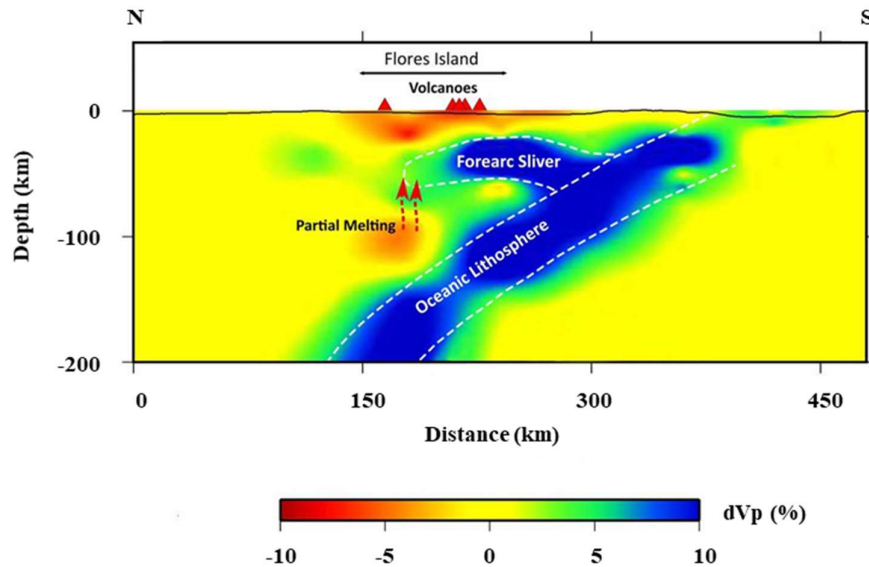 N
S
Flores Island
Volcanoes
0
Forearc Sliver
Partial Melting
-100
Oceanic Lithosphere
-200
Depth (km)
0
150
300
450
Distance (km)
dVp (%)
-10
-5
0
5
10